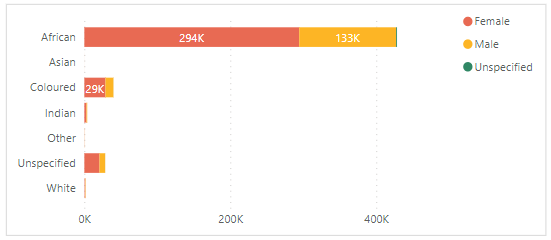 African 294K 133K
Asian
Coloured 29K
Indian
Other
Unspecified
White
0K 200K 400K
Female
Male
Unspecified